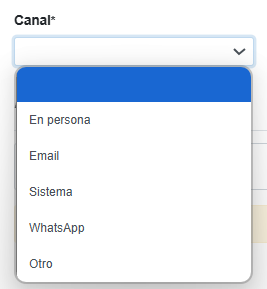 Canal*
En persona
Email
Sistema
WhatsApp
Otro